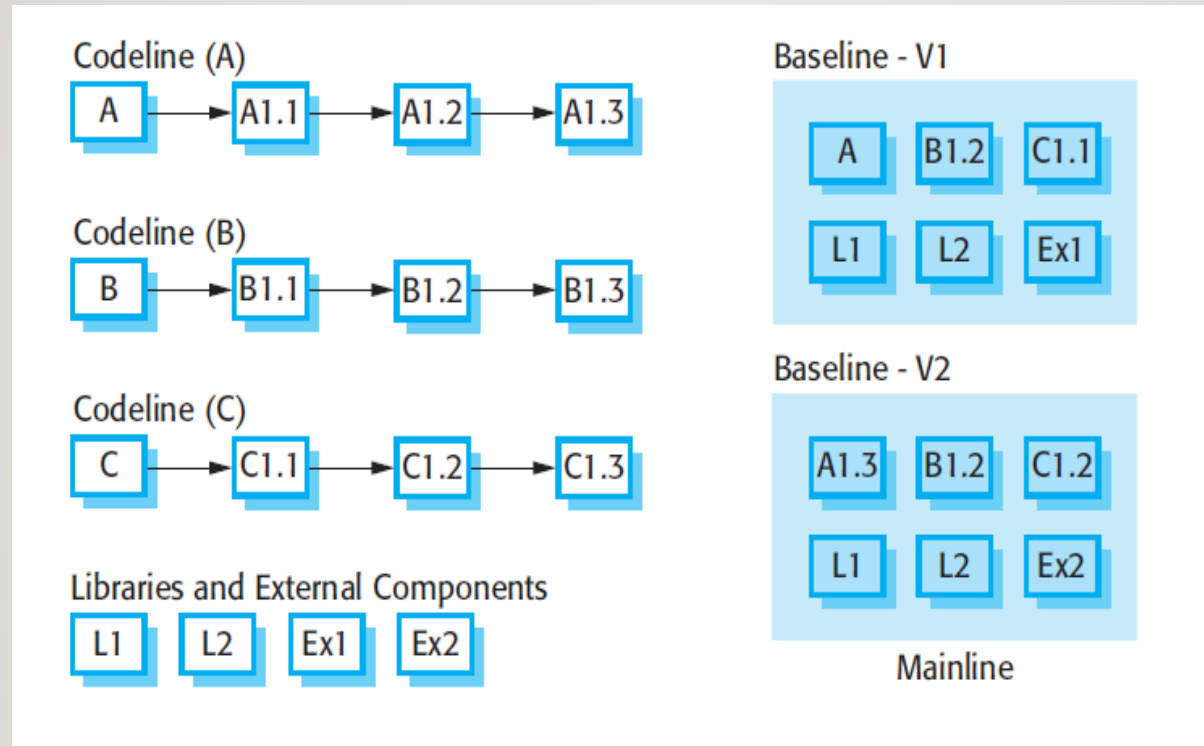 Codeline (A)
A A1.1 A1.2 A1.3
Codeline (B)
B B1.1 B1.2 B1.3
Codeline (C)
C C1.1 C1.2 C1.3
Libraries and External Components
L1 L2 Ex1 Ex2
Baseline - V1
A B1.2 C1.1
L1 L2 Ex1
Baseline - V2
A1.3 B1.2 C1.2
L1 L2 Ex2
Mainline